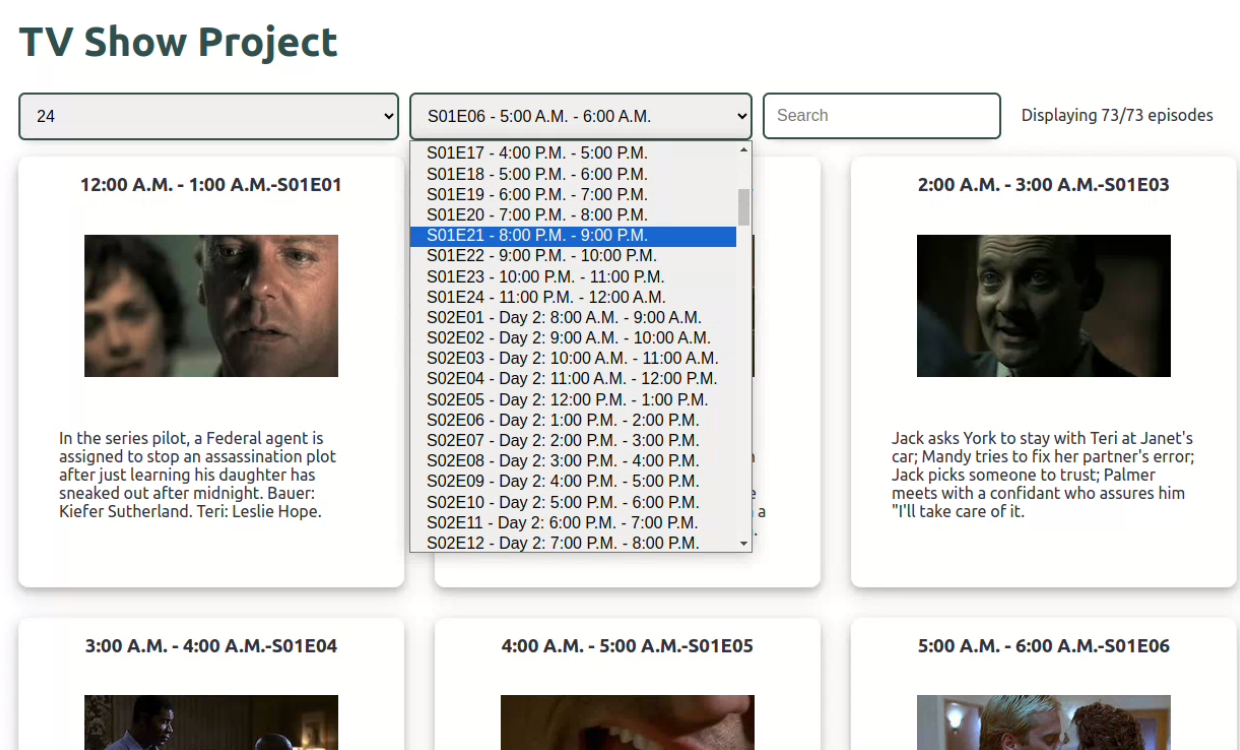 TV Show Project
24
S01E06 - 5:00 A.M. - 6:00 A.M.
Search
Displaying 73/73 episodes
S01E17 - 4:00 P.M. - 5:00 P.M.
S01E18 - 5:00 P.M. - 6:00 P.M.
S01E19 - 6:00 P.M. - 7:00 P.M.
S01E20 - 7:00 P.M. - 8:00 P.M.
S01E21 - 8:00 P.M. - 9:00 P.M.
S01E22 - 9:00 P.M. - 10:00 P.M.
S01E23 - 10:00 P.M. - 11:00 P.M.
S01E24 - 11:00 P.M. - 12:00 A.M.
S02E01 - Day 2: 8:00 A.M. - 9:00 A.M.
S02E02 - Day 2: 9:00 A.M. - 10:00 A.M.
S02E03 - Day 2: 10:00 A.M. - 11:00 A.M.
S02E04 - Day 2: 11:00 A.M. - 12:00 P.M.
S02E05 - Day 2: 12:00 P.M. - 1:00 P.M.
S02E06 - Day 2: 1:00 P.M. - 2:00 P.M.
S02E07 - Day 2: 2:00 P.M. - 3:00 P.M.
S02E08 - Day 2: 3:00 P.M. - 4:00 P.M.
S02E09 - Day 2: 4:00 P.M. - 5:00 P.M.
S02E10 - Day 2: 5:00 P.M. - 6:00 P.M.
S02E11 - Day 2: 6:00 P.M. - 7:00 P.M.
S02E12 - Day 2: 7:00 P.M. - 8:00 P.M.
12:00 A.M. - 1:00 A.M.-S01E01
In the series pilot, a Federal agent is
assigned to stop an assassination plot
after just learning his daughter has
sneaked out after midnight. Bauer:
Kiefer Sutherland. Teri: Leslie Hope.
a
2:00 A.M. - 3:00 A.M.-S01E03
Jack asks York to stay with Teri at Janet's
car; Mandy tries to fix her partner's error;
Jack picks someone to trust; Palmer
meets with a confidant who assures him
"I'll take care of it.
3:00 A.M. - 4:00 A.M.-S01E04
4:00 A.M. - 5:00 A.M.-S01E05
5:00 A.M. - 6:00 A.M.-S01E06